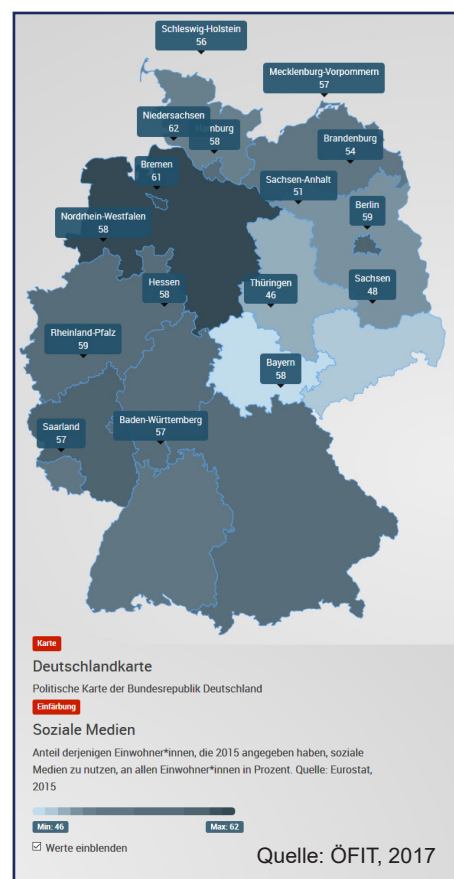 Schleswig-Holstein
56
Mecklenburg-Vorpommern
57
Niedersachsen
62
Hamburg
58
Brandenburg
54
Bremen
61
Sachsen-Anhalt
51
Berlin
59
Nordrhein-Westfalen
58
Hessen
58
Thüringen
46
Sachsen
48
Rheinland-Pfalz
59
Bayern
58
Saarland
57
Baden-Württemberg
57
Karte
Deutschlandkarte
Politische Karte der Bundesrepublik Deutschland
Einfärbung
Soziale Medien
Anteil derjenigen Einwohner*innen, die 2015 angegeben haben, soziale
Medien zu nutzen, an allen Einwohner*innen in Prozent. Quelle: Eurostat,
2015
Min: 46
Max: 62
Werte einblenden
Quelle: ÖFIT, 2017